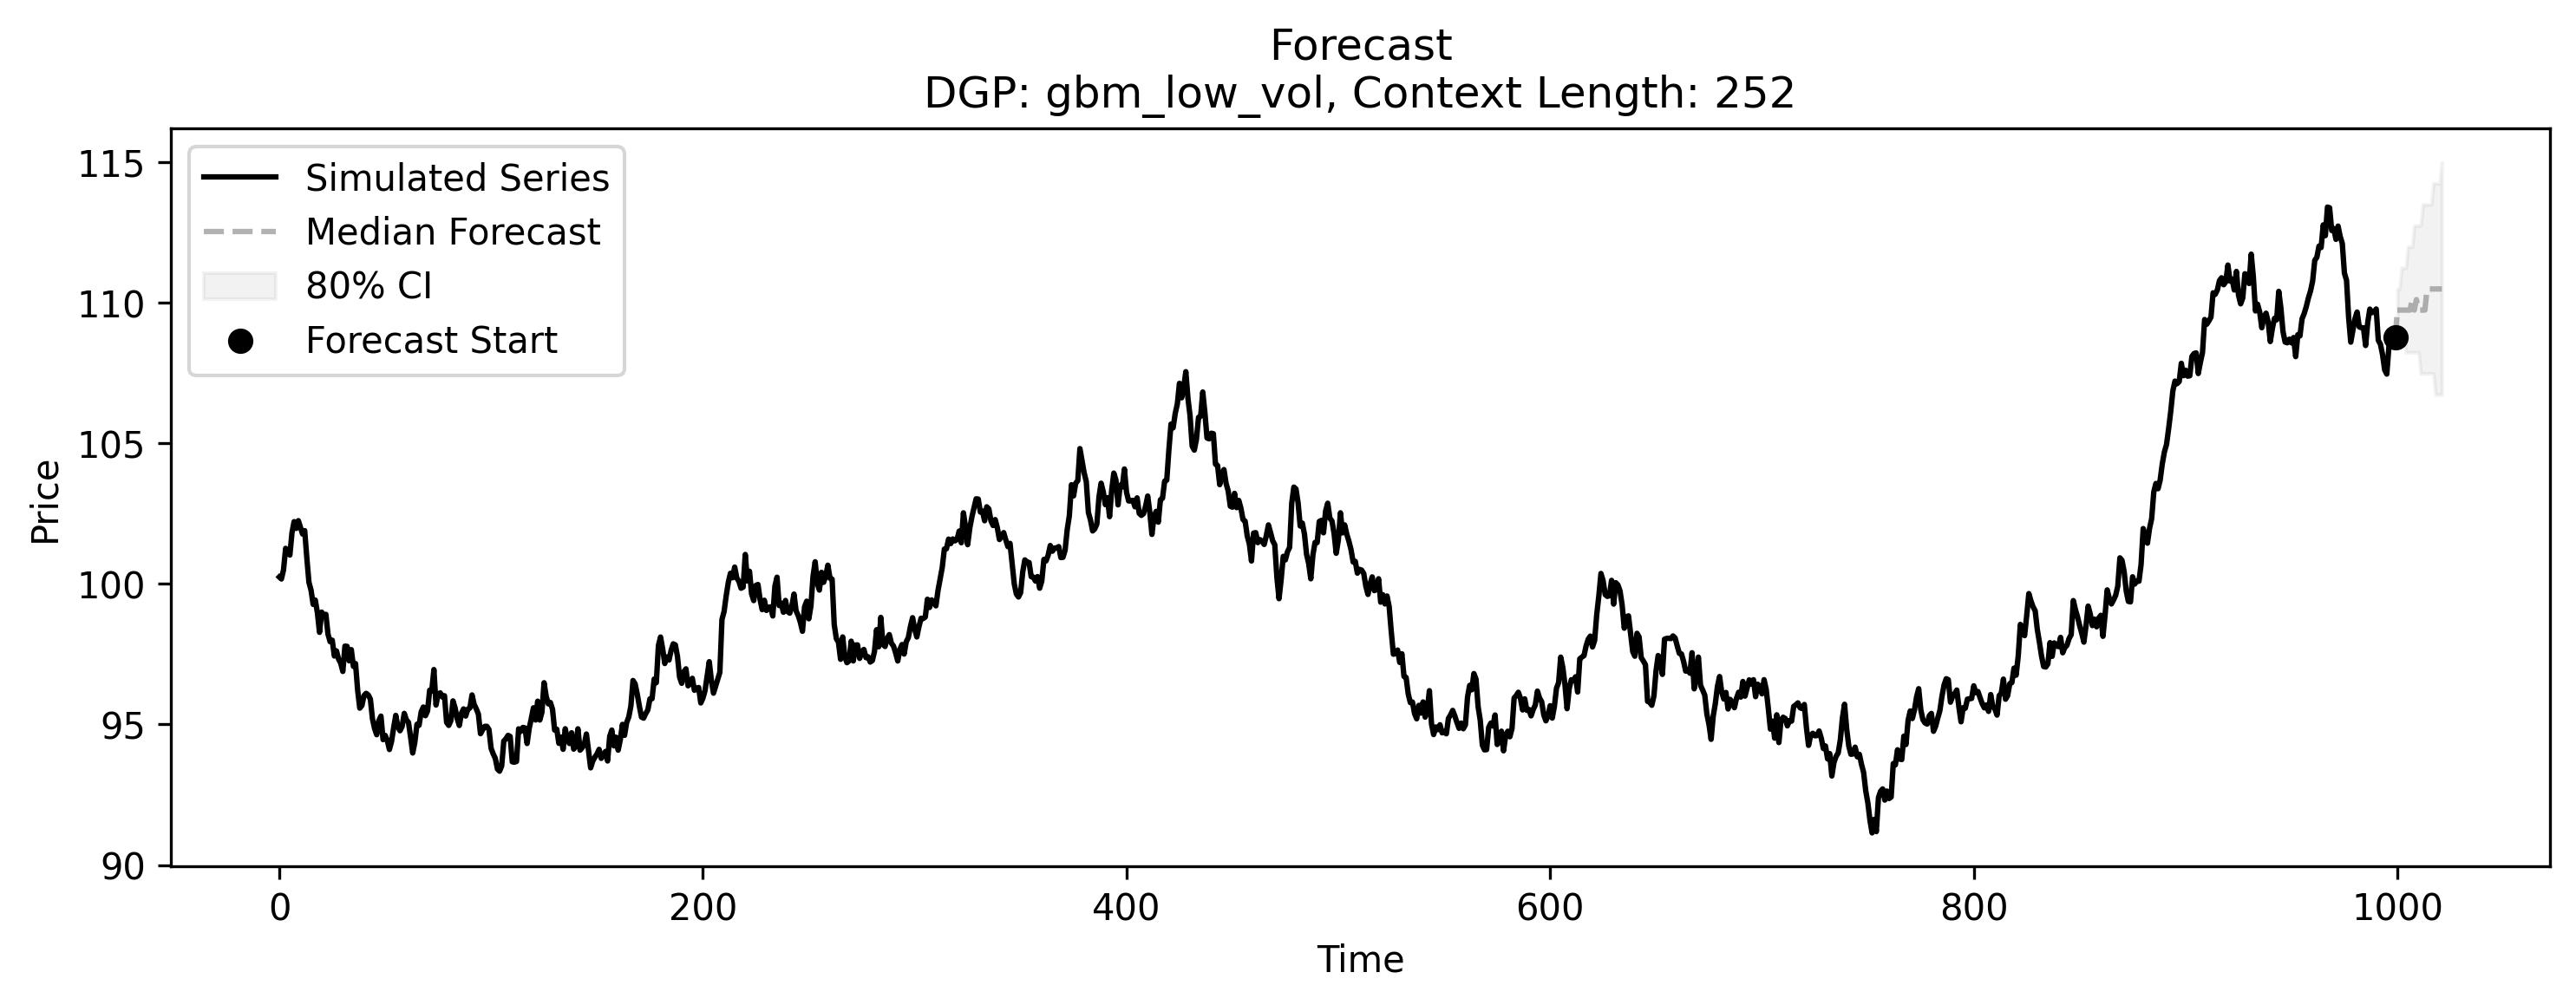 Forecast
DGP: gbm_low_vol, Context Length: 252
Simulated Series
Median Forecast
80% CI
Forecast Start
Price
115
110
105
100
95
90
0
200
400
600
800
1000
Time